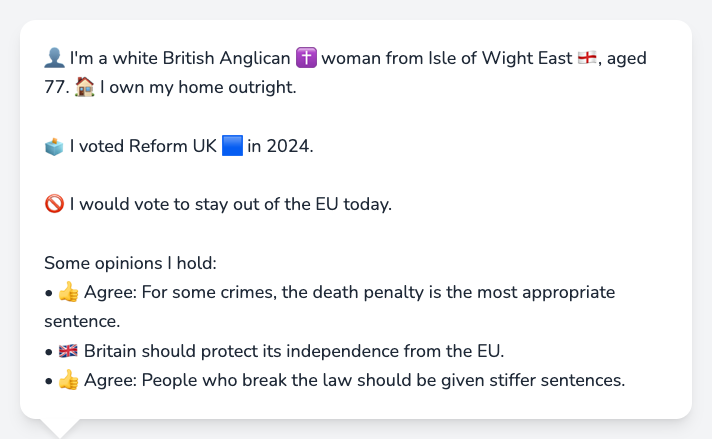 👤 I'm a white British Anglican ✝️ woman from Isle of Wight East 🏴󠁧󠁢󠁥󠁮󠁧󠁿, aged
77. 🏠 I own my home outright.
🗳️ I voted Reform UK 🟦 in 2024.
🚫 I would vote to stay out of the EU today.
Some opinions I hold:
• 👍 Agree: For some crimes, the death penalty is the most appropriate
sentence.
• 🇬🇧 Britain should protect its independence from the EU.
• 👍 Agree: People who break the law should be given stiffer sentences.